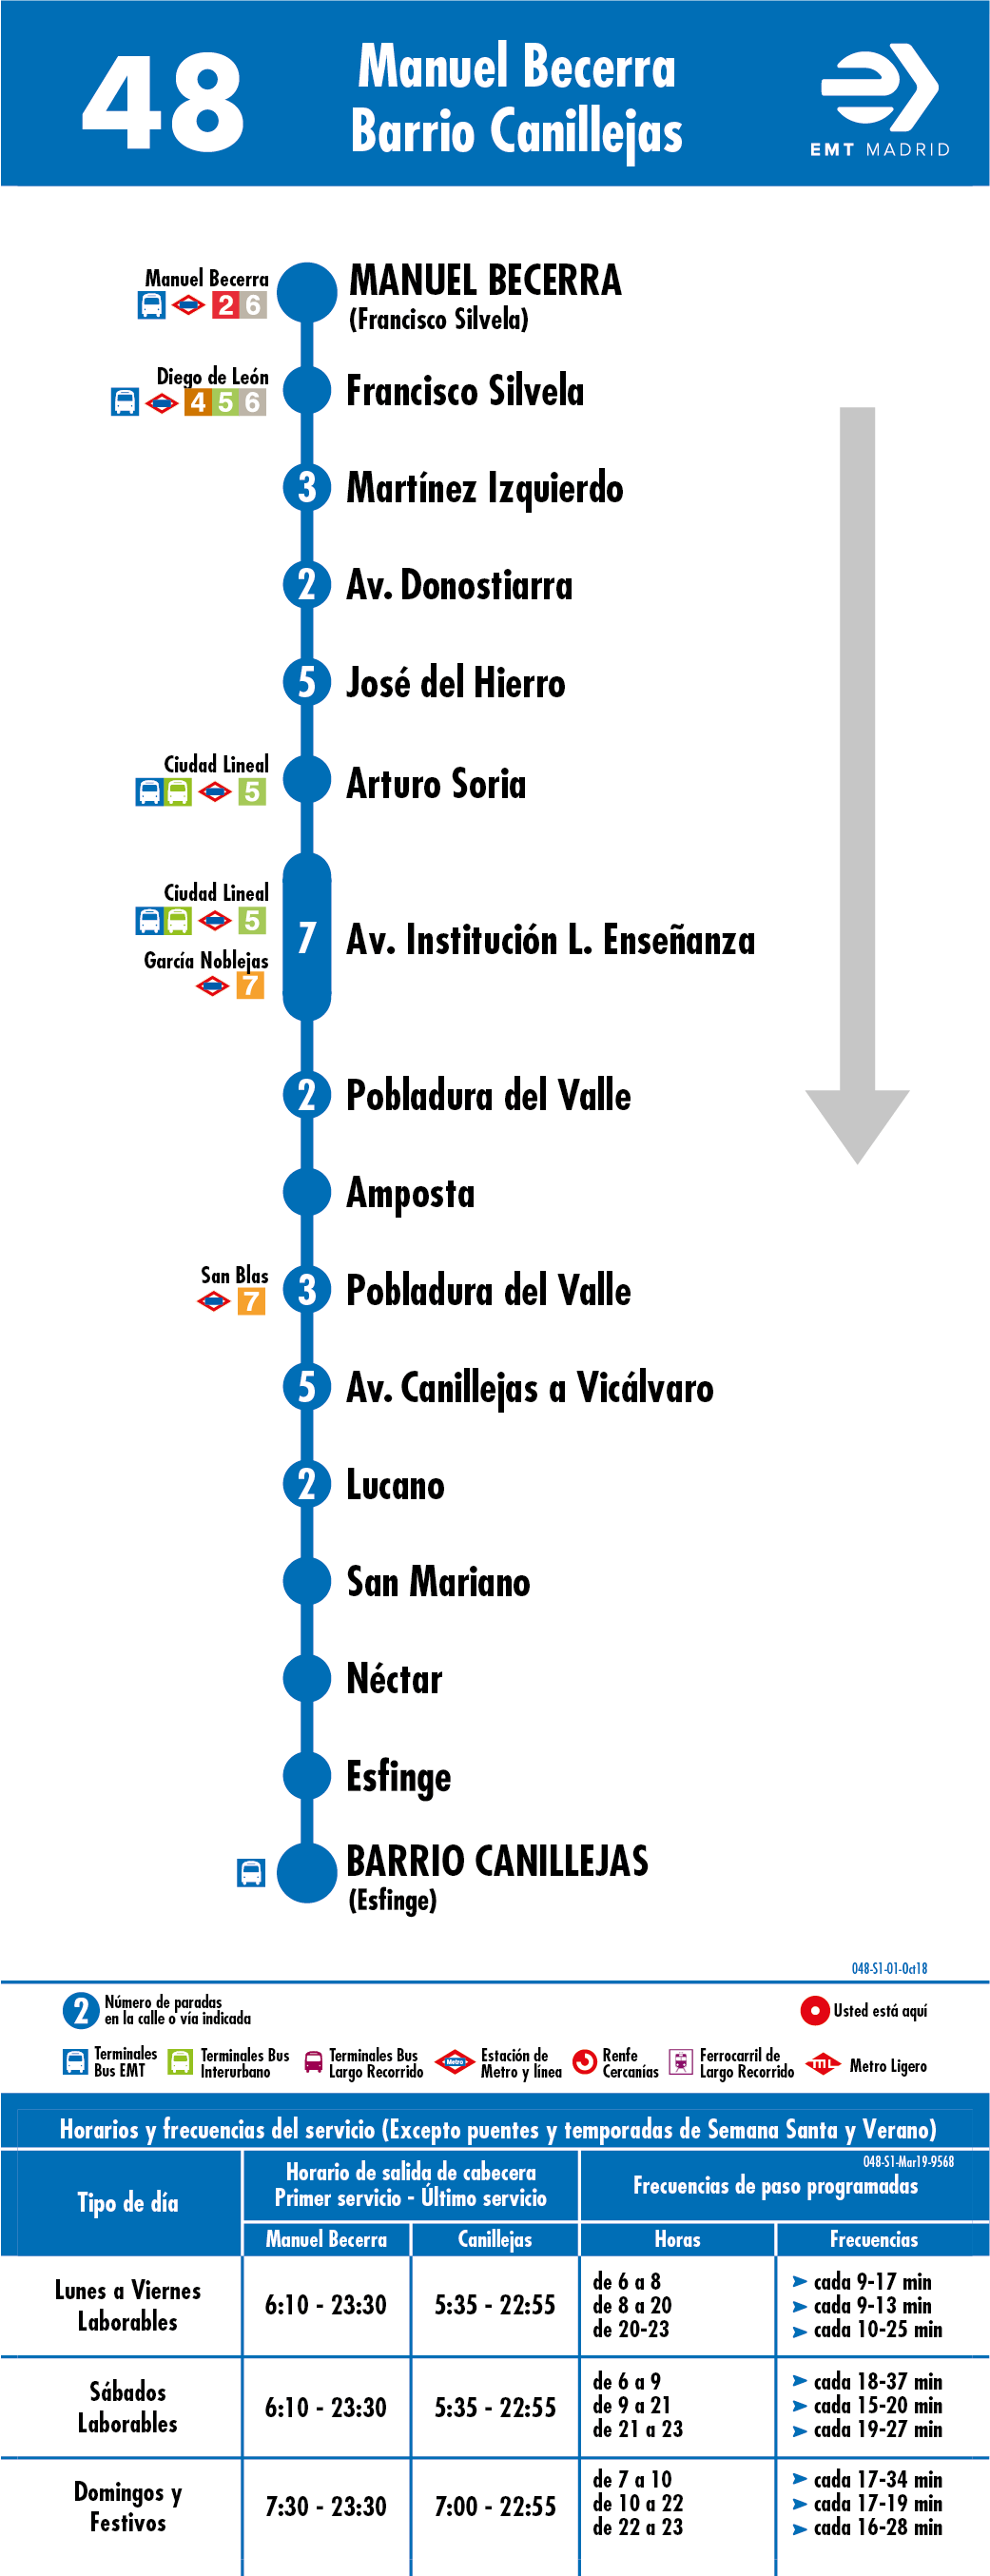 48
Manuel Becerra
Barrio Canillejas
EMT MADRID
Manuel Becerra
2 6
MANUEL BECERRA
(Francisco Silvela)
Diego de León
4 5 6
Francisco Silvela
3 Martínez Izquierdo
2 Av. Donostiarra
5 José del Hierro
Ciudad Lineal
5
Arturo Soria
Ciudad Lineal
5
García Noblejas
7
7 Av. Institución L. Enseñanza
2 Pobladura del Valle
Amposta
San Blas
7
3 Pobladura del Valle
5 Av. Canillejas a Vicálvaro
2 Lucano
San Mariano
Néctar
Esfinge
BARRIO CANILLEJAS
(Esfinge)
048-S1-01-Oct18
2 Número de paradas
en la calle o vía indicada
Usted está aquí
Terminales
Bus EMT
Terminales Bus
Interurbano
Terminales Bus
Largo Recorrido
Metro
Estación de
Metro y línea
Renfe
Cercanías
Ferrocarril de
Largo Recorrido
ML
Metro Ligero
Horarios y frecuencias del servicio (Excepto puentes y temporadas de Semana Santa y Verano)
048-S1-Mar19-9568
Tipo de día
Horario de salida de cabecera
Primer servicio - Último servicio
Frecuencias de paso programadas
Manuel Becerra Canillejas Horas Frecuencias
Lunes a Viernes
Laborables
6:10 - 23:30 5:35 - 22:55
de 6 a 8 cada 9-17 min
de 8 a 20 cada 9-13 min
de 20-23 cada 10-25 min
Sábados
Laborables
6:10 - 23:30 5:35 - 22:55
de 6 a 9 cada 18-37 min
de 9 a 21 cada 15-20 min
de 21 a 23 cada 19-27 min
Domingos y
Festivos
7:30 - 23:30 7:00 - 22:55
de 7 a 10 cada 17-34 min
de 10 a 22 cada 17-19 min
de 22 a 23 cada 16-28 min